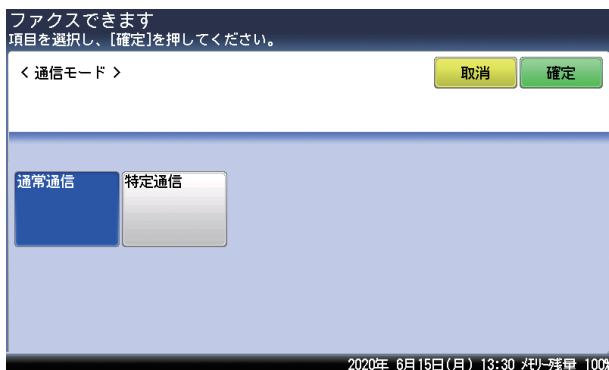 ファクスできます
項目を選択し、[確定]を押してください。
< 通信モード >
取消
確定
通常通信
特定通信
2020年 6月15日(月) 13:30 メモリー残量 100%